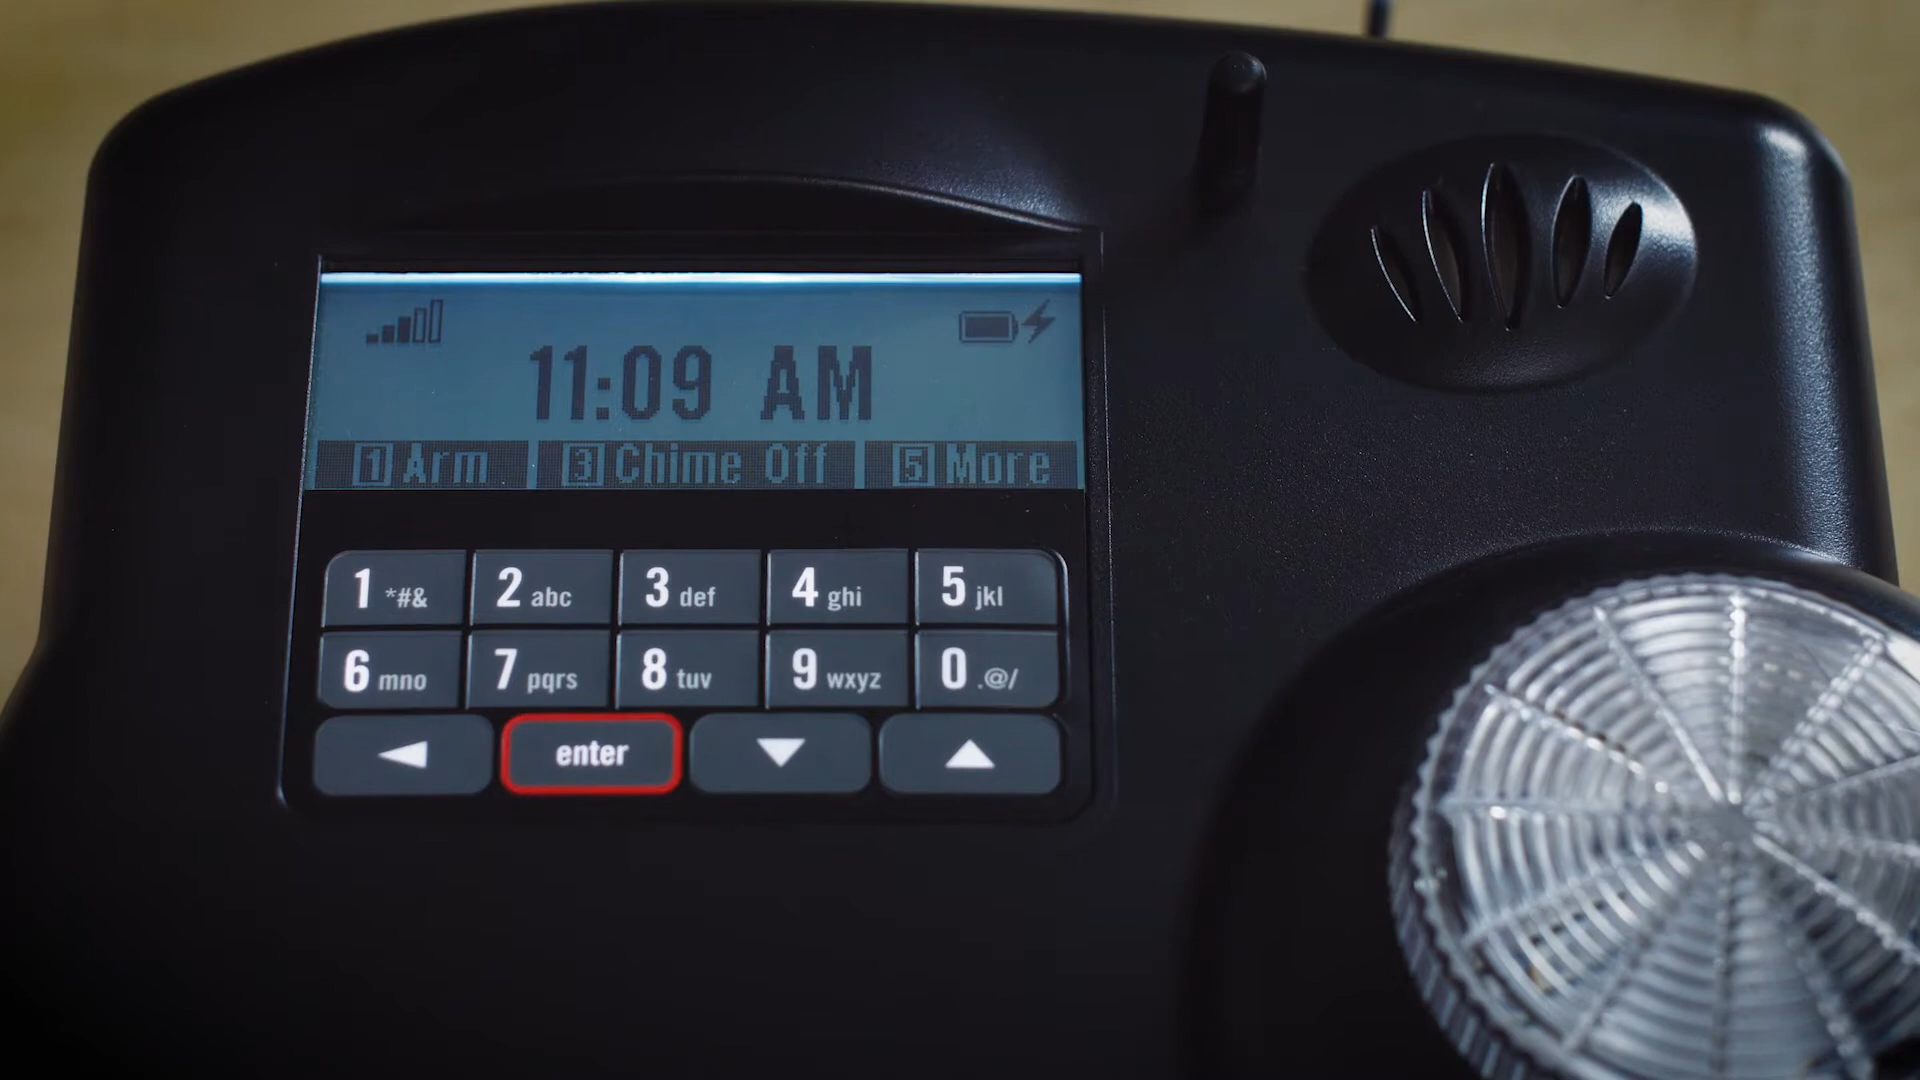 11:09 AM
1 Arm 3 Chime Off 5 More
1 *#& 2 abc 3 def 4 ghi 5 jkl
6 mno 7 pqrs 8 tuv 9 wxyz 0 .@/
enter